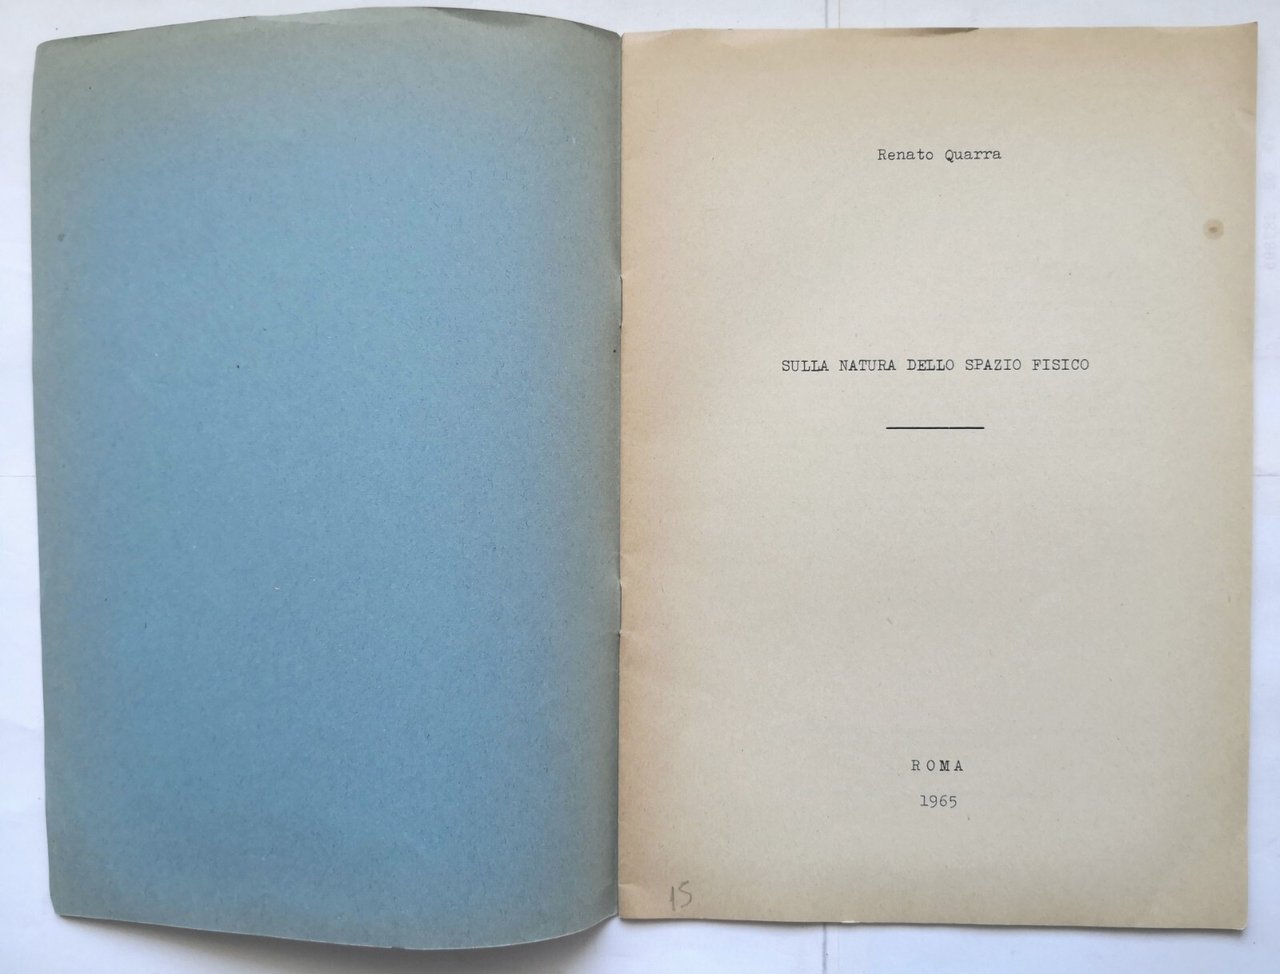 Renato Quarra
SULLA NATURA DELLO SPAZIO FISICO
ROMA
1965
15